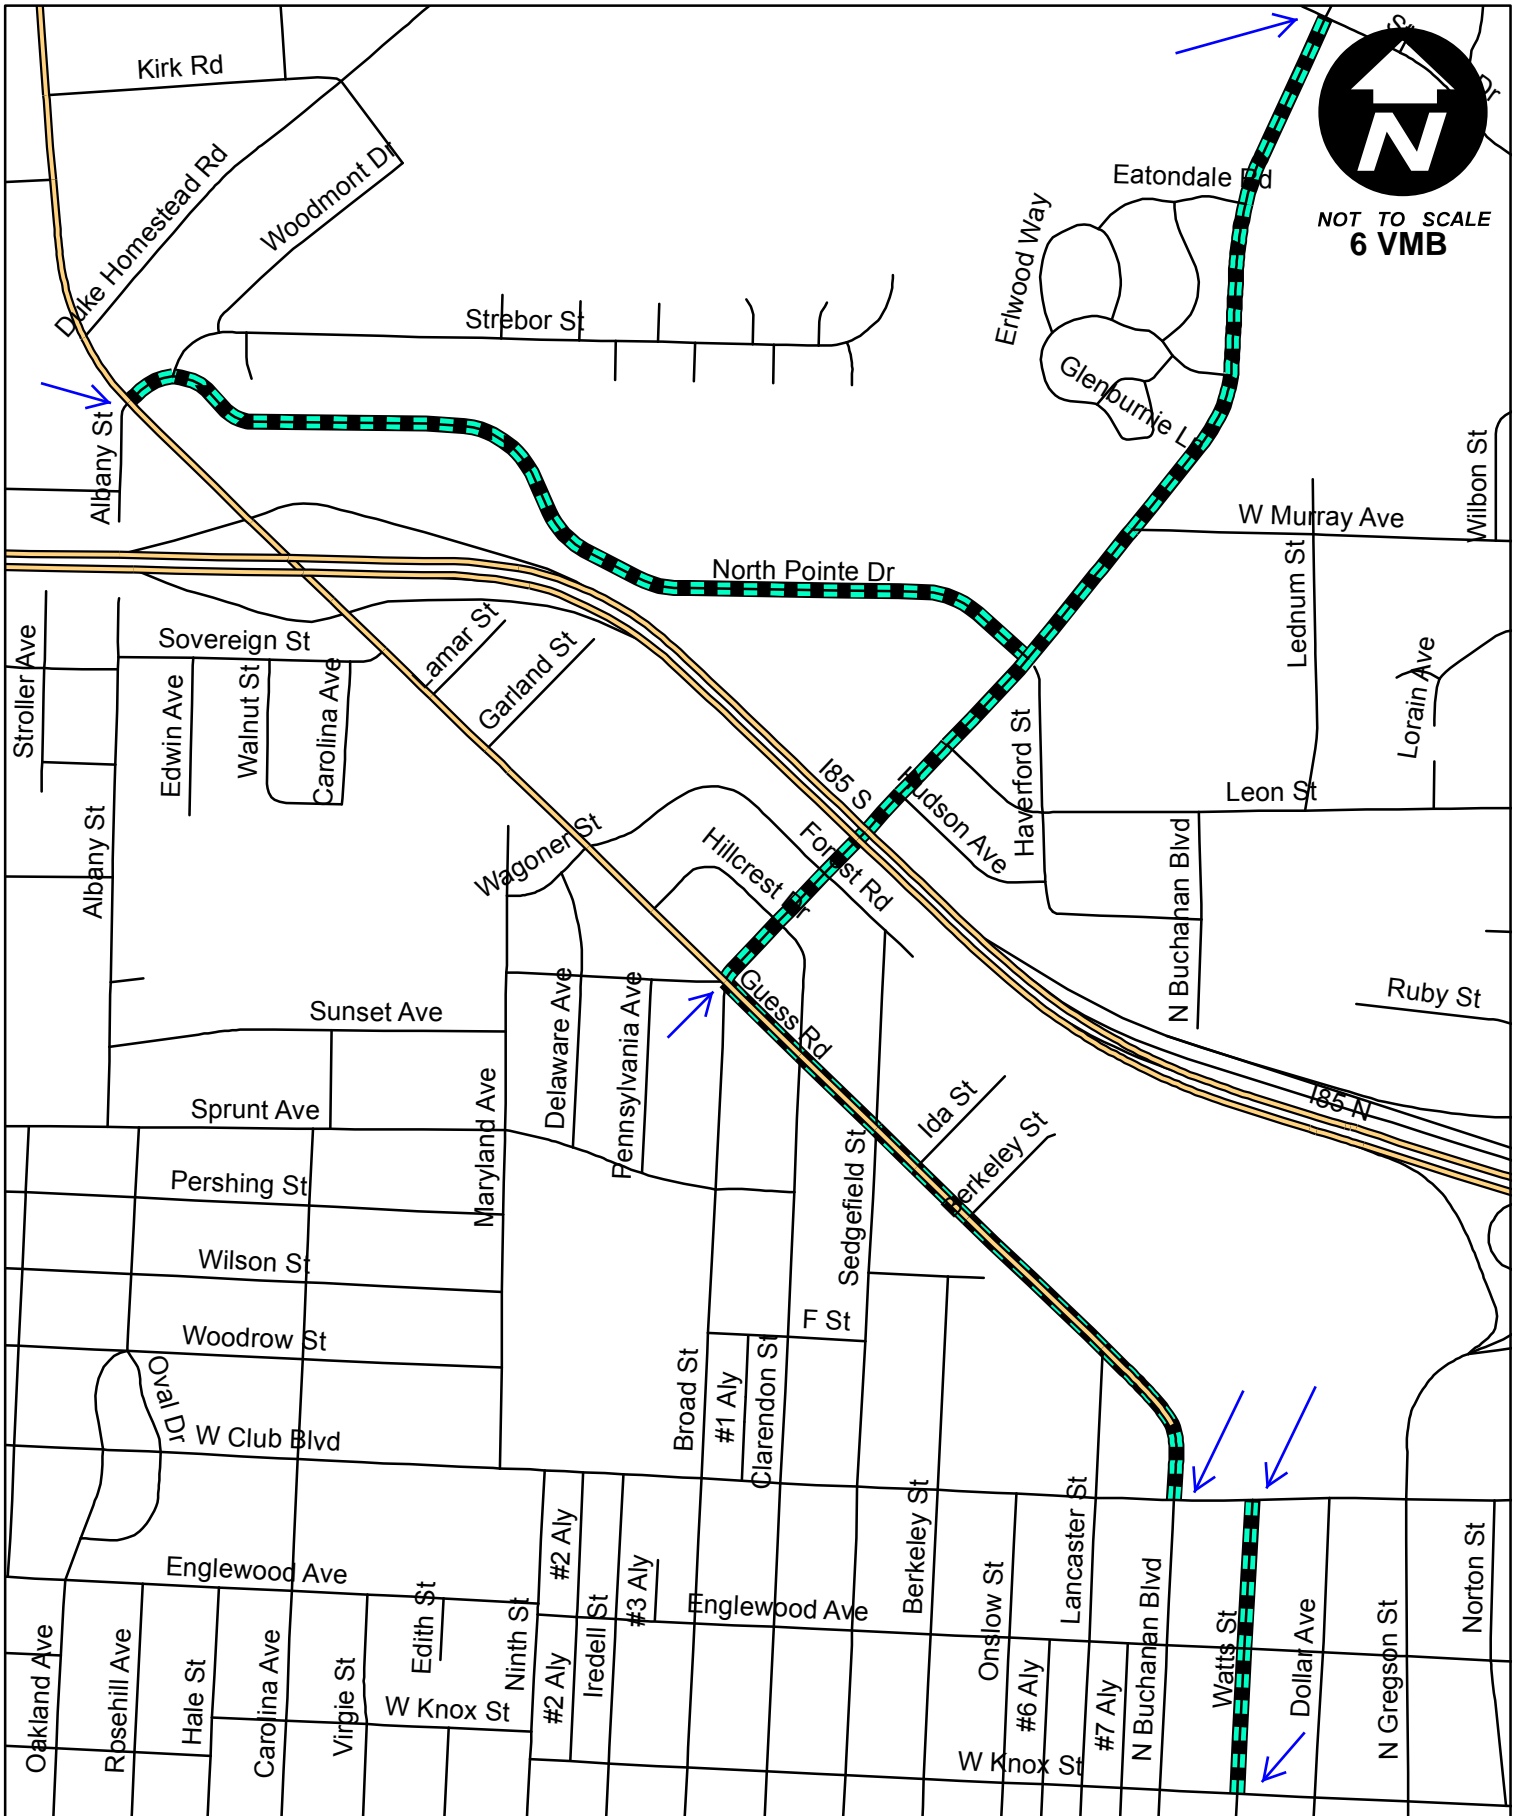 Kirk Rd
S
Dr
N
NOT TO SCALE
6 VMB
Duke Homestead Rd
Woodmont Dr
Eatondale Rd
Erlwood Way
Strebor St
Glenburnie Ln
Albany St
Wilbon St
W Murray Ave
North Pointe Dr
Lednum St
Stroller Ave
Sovereign St
Lamar St
Garland St
Edwin Ave
Walnut St
Carolina Ave
Lorain Ave
Haverford St
I85 S
Hudson Ave
Leon St
Albany St
Wagoner St
Hillcrest Dr
Forest Rd
N Buchanan Blvd
Guess Rd
Ruby St
Sunset Ave
Delaware Ave
Pennsylvania Ave
Maryland Ave
Sprunt Ave
Ida St
I85 N
Berkeley St
Pershing St
Sedgefield St
Wilson St
F St
Woodrow St
Oval Dr
Broad St
#1 Aly
Clarendon St
W Club Blvd
#2 Aly
Berkeley St
Lancaster St
Englewood Ave
#3 Aly
Englewood Ave
Edith St
Ninth St
Iredell St
Onslow St
N Buchanan Blvd
Watts St
Dollar Ave
N Gregson St
Norton St
Oakland Ave
Rosehill Ave
Hale St
Carolina Ave
Virgie St
W Knox St
#2 Aly
#6 Aly
#7 Aly
W Knox St